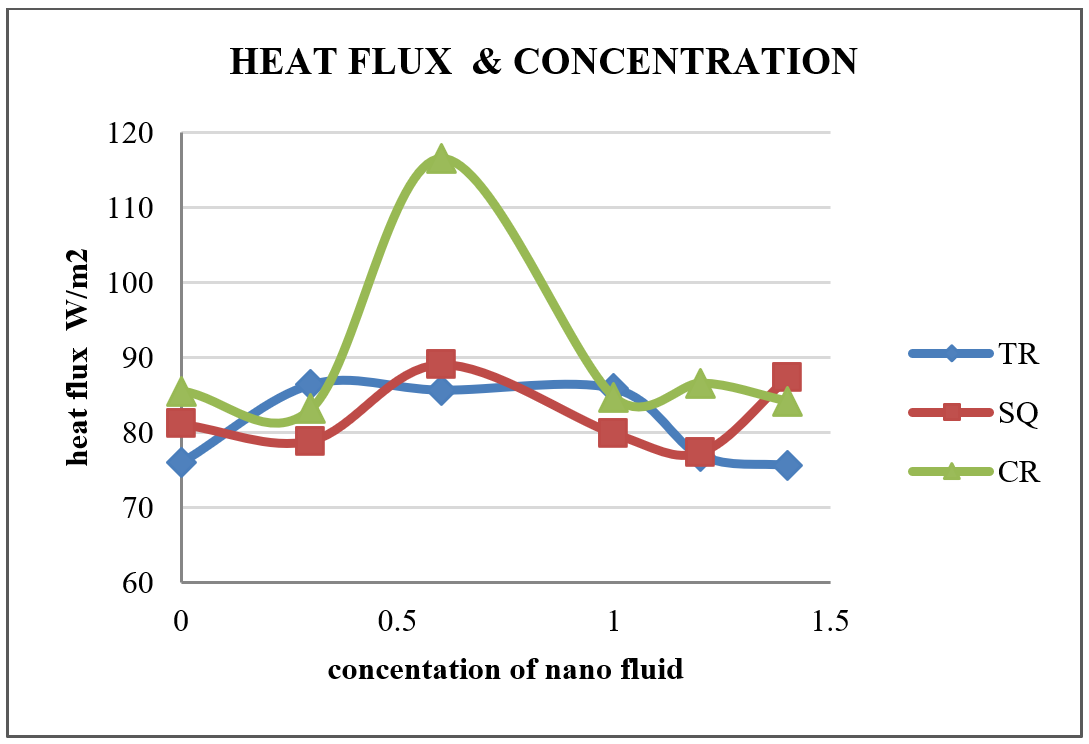 HEAT FLUX & CONCENTRATION
120
110
100
90
80
70
60
heat flux W/m2
0 0.5 1 1.5
concentation of nano fluid
TR
SQ
CR